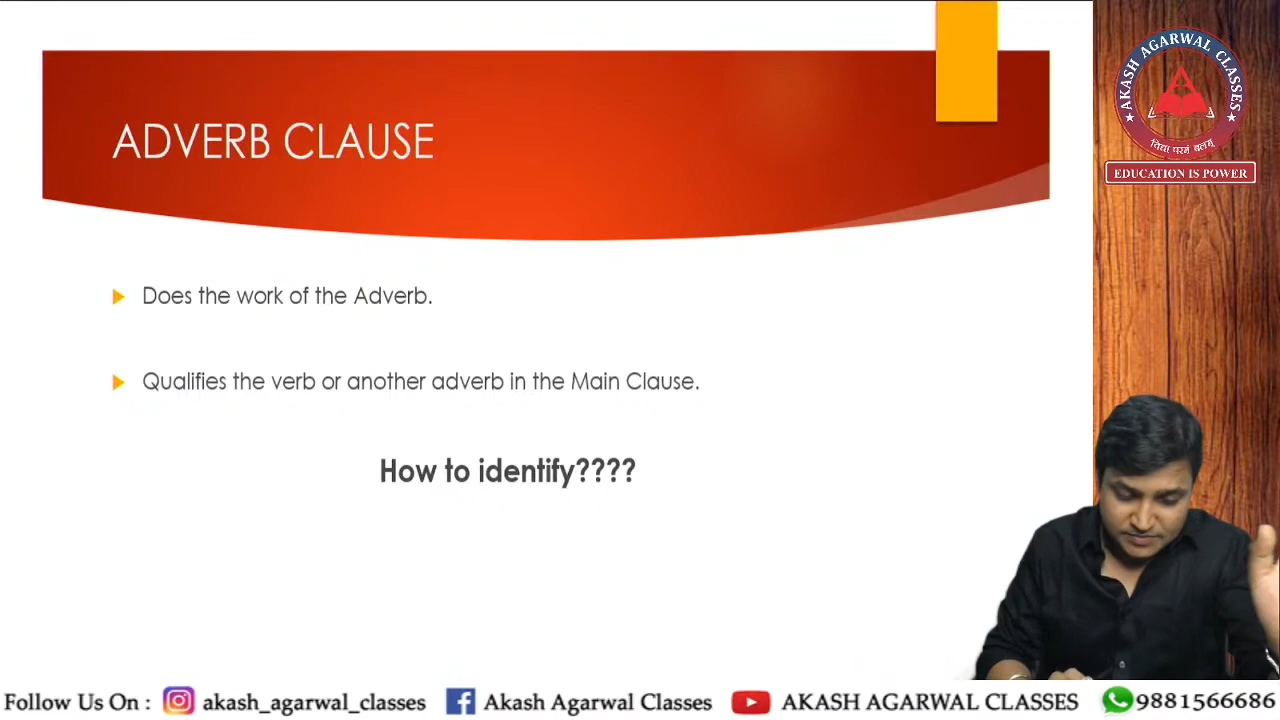 ADVERB CLAUSE
Does the work of the Adverb.
Qualifies the verb or another adverb in the Main Clause.
How to identify????
AKASH AGARWAL CLASSES
विद्या परमं बलम्
EDUCATION IS POWER
Follow Us On : akash_agarwal_classes Akash Agarwal Classes AKASH AGARWAL CLASSES 9881566686